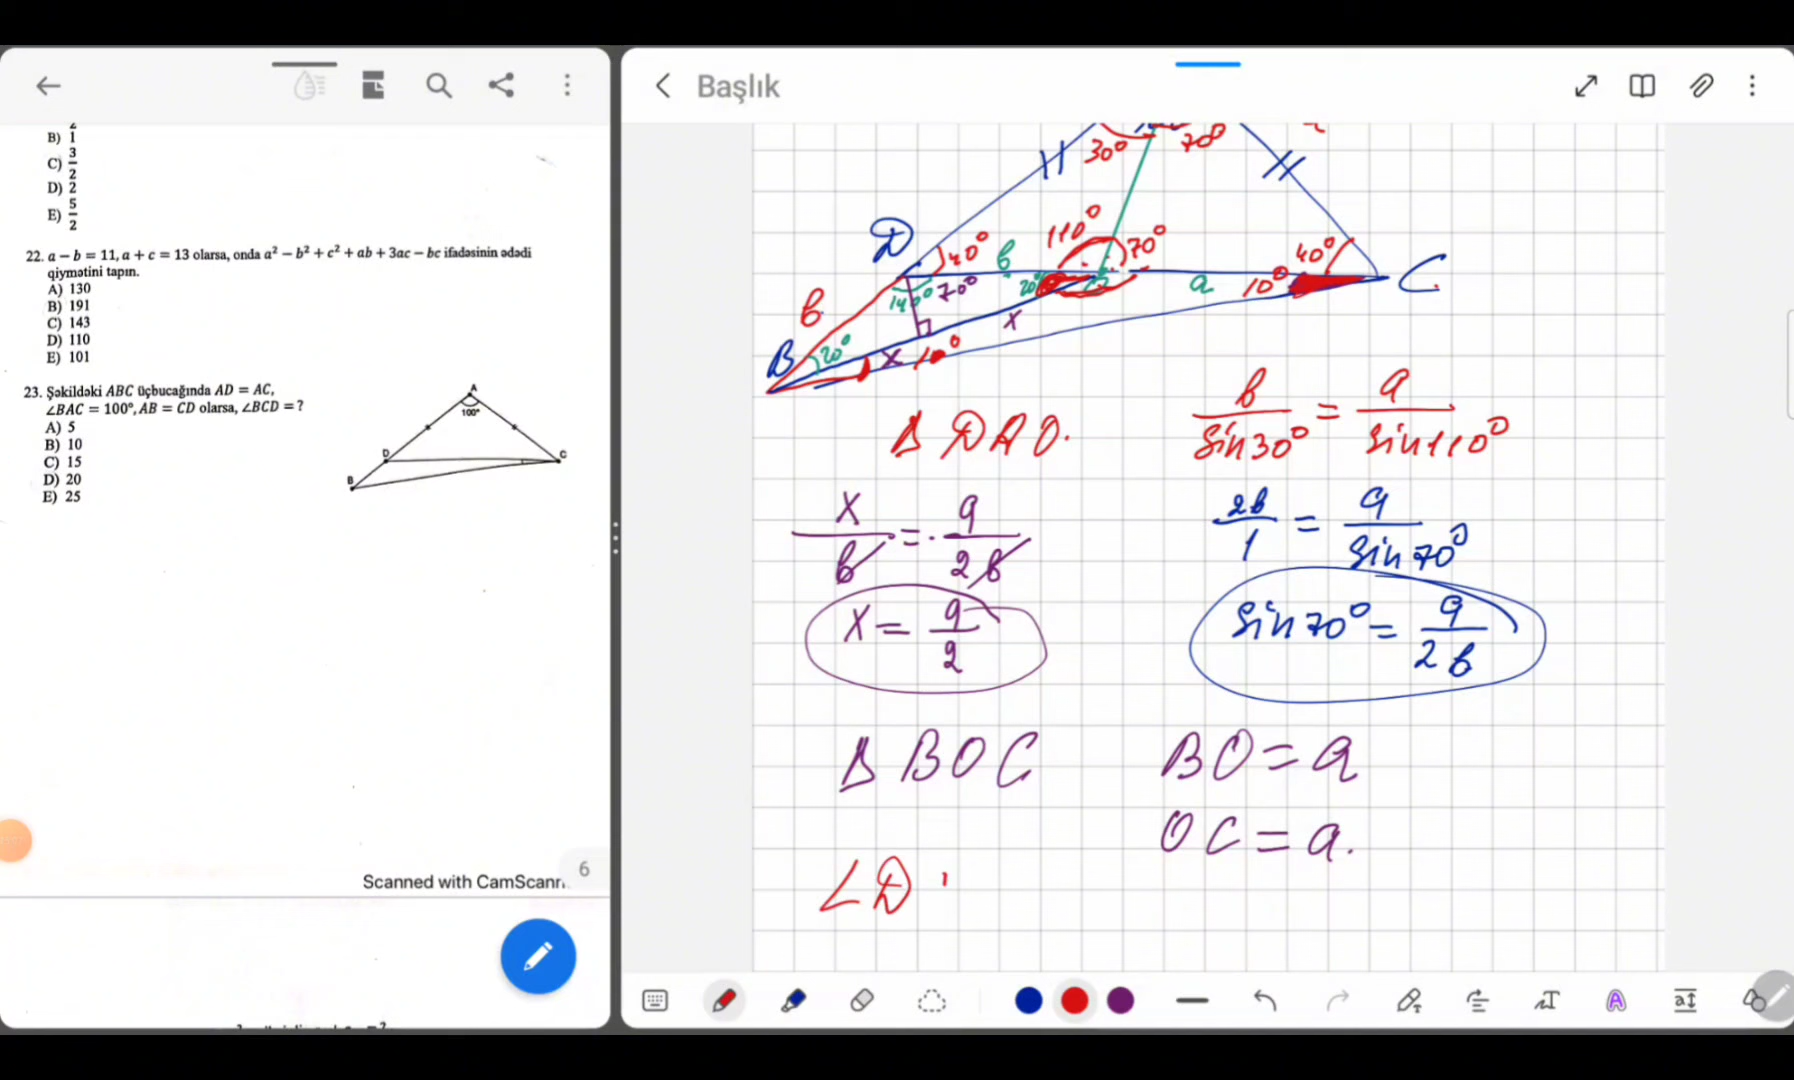 B) 1
C) 3/2
D) 2
E) 5/2
22. a − b = 11, a + c = 13 olarsa, onda a² − b² + c² + ab + 3ac − bc ifadəsinin ədədi
qiymətini tapın.
A) 130
B) 191
C) 143
D) 110
E) 101
23. Şəkildəki ABC üçbucağında AD = AC,
∠BAC = 100°, AB = CD olarsa, ∠BCD = ?
A) 5
B) 10
C) 15
D) 20
E) 25
A
100°
D
C
B
6
Scanned with CamScann
Başlık
30° 70°
D 40° b 110° 70° 40° C
b 140° 70° 20° a 10°
B 20° x 10° x
Δ DAO. b/sin30° = a/sin110°
x/b = a/2b 2b/1 = a/sin70°
x = a/2 sin70° = a/2b
Δ BOC BO = a
OC = a.
∠D